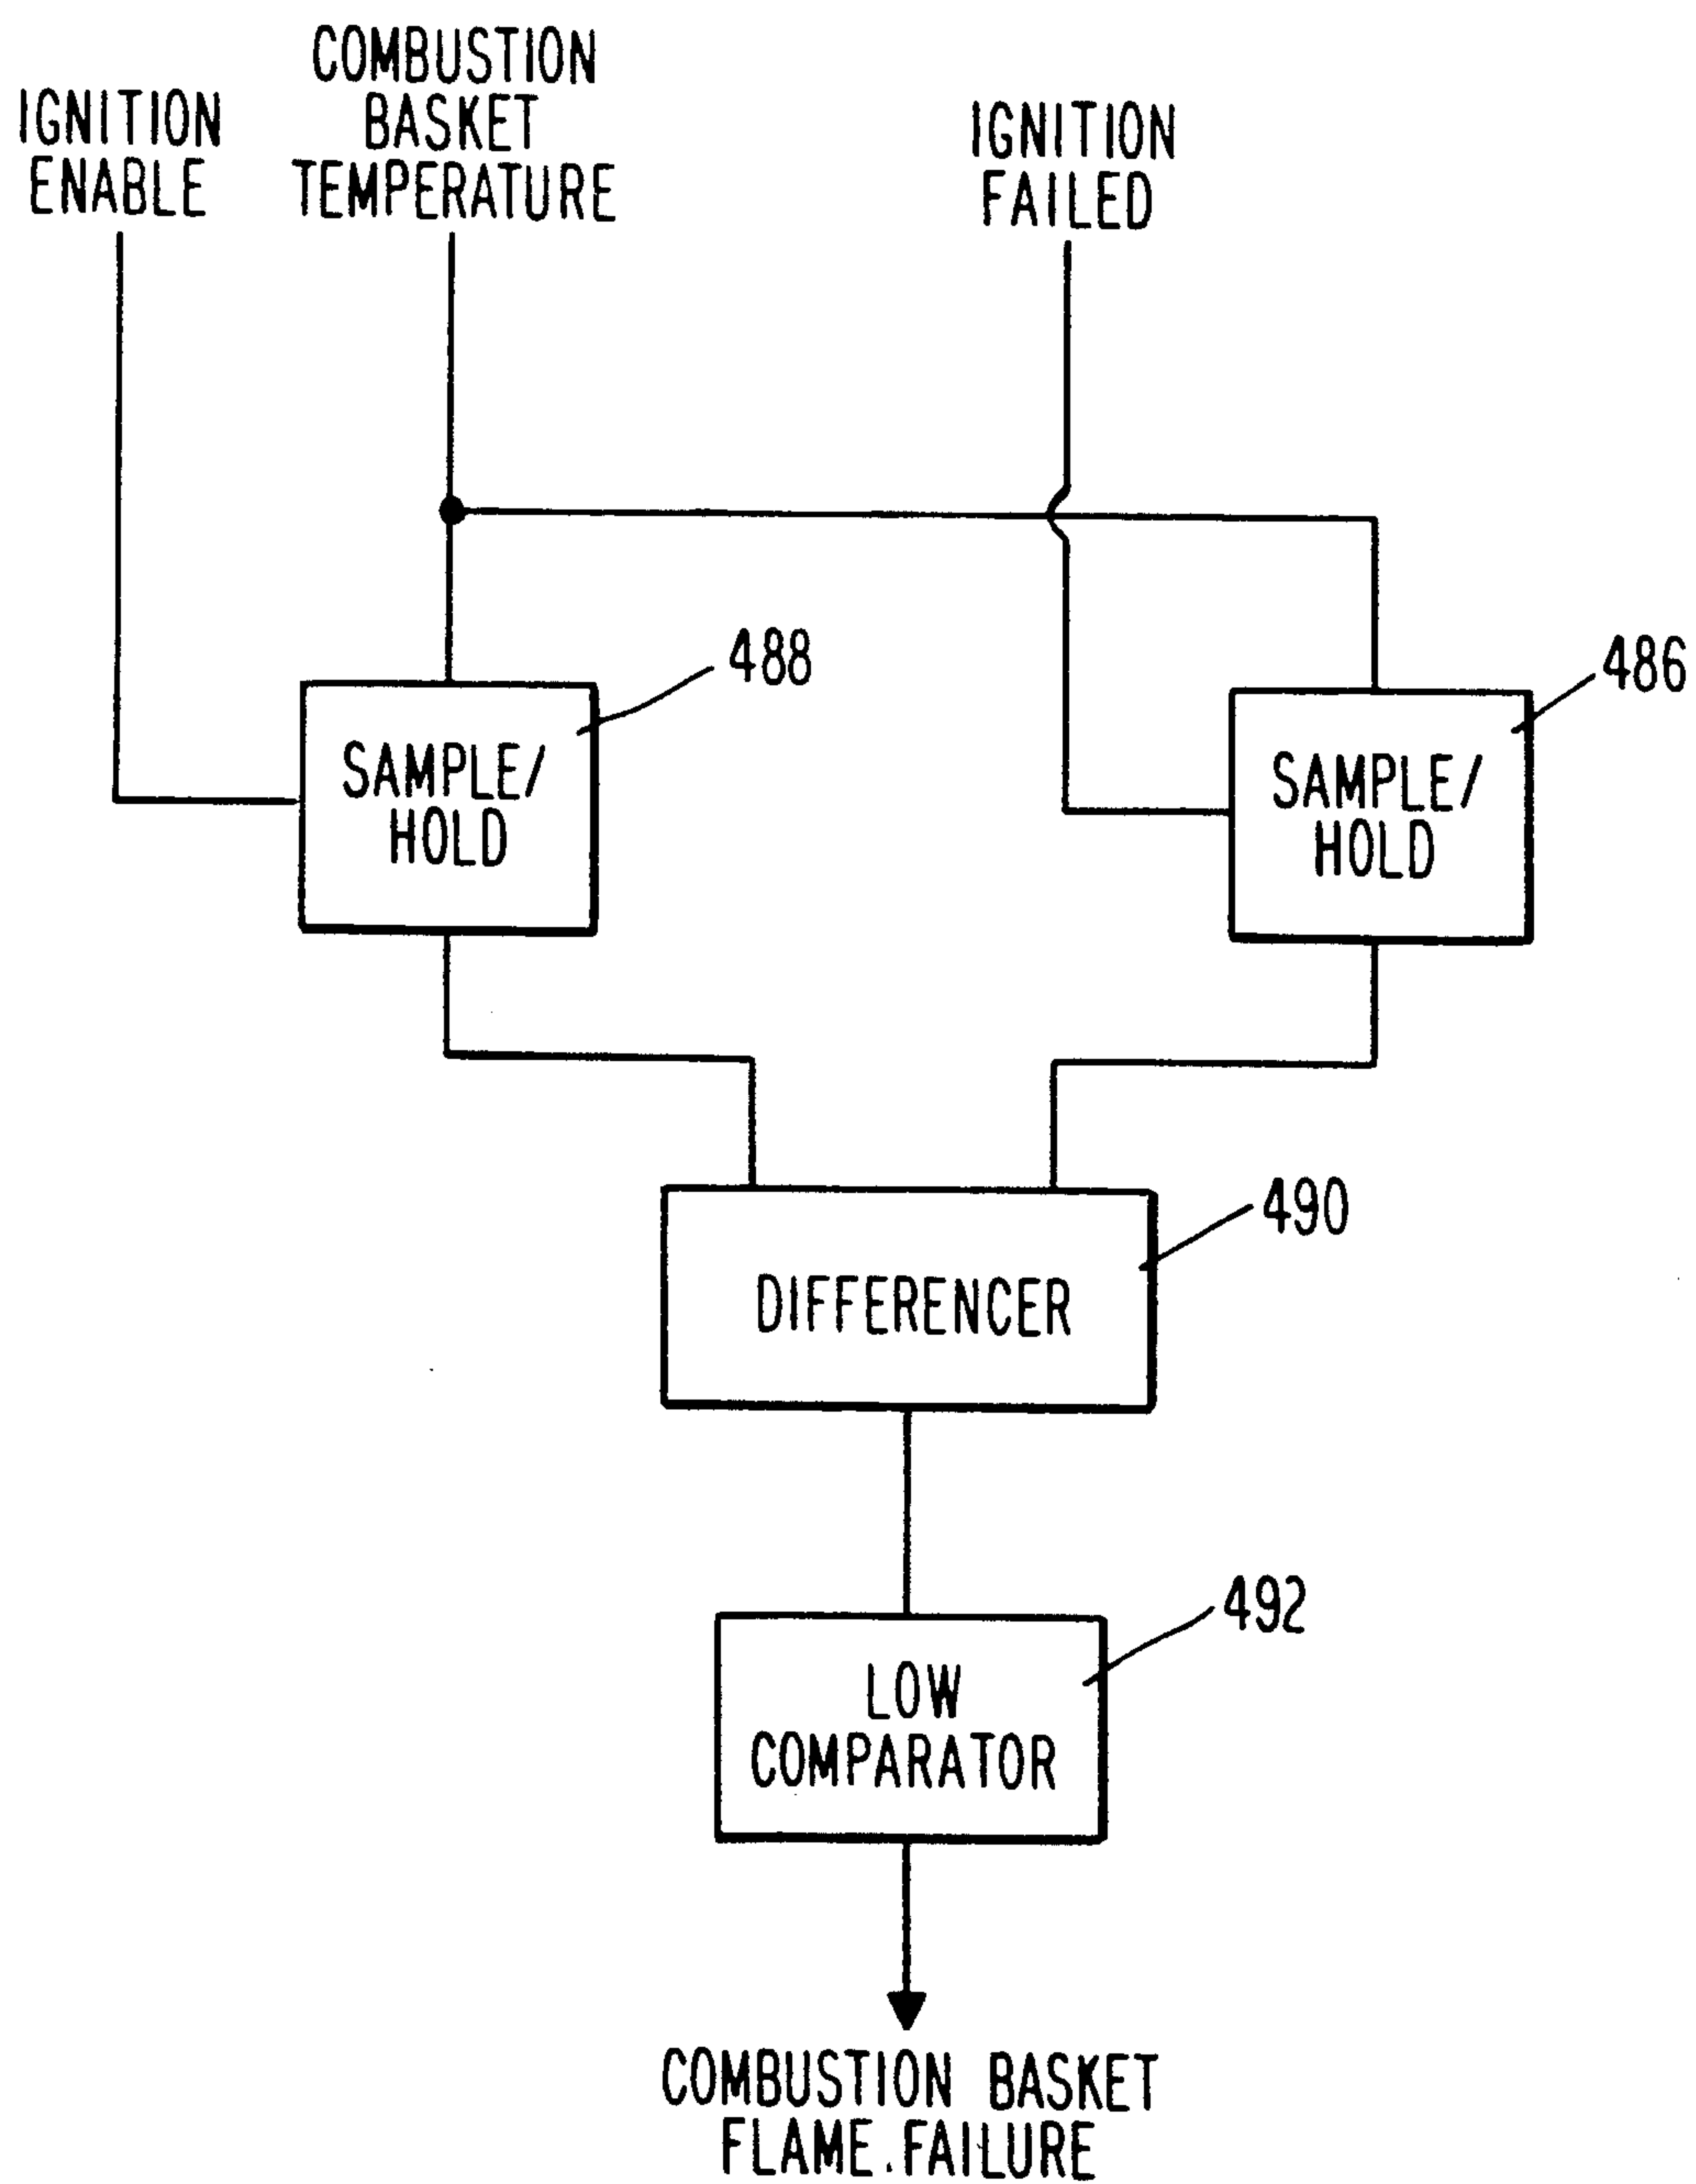 IGNITION
ENABLE
COMBUSTION
BASKET
TEMPERATURE
IGNITION
FAILED
488
SAMPLE/
HOLD
486
SAMPLE/
HOLD
490
DIFFERENCER
492
LOW
COMPARATOR
COMBUSTION BASKET
FLAME FAILURE